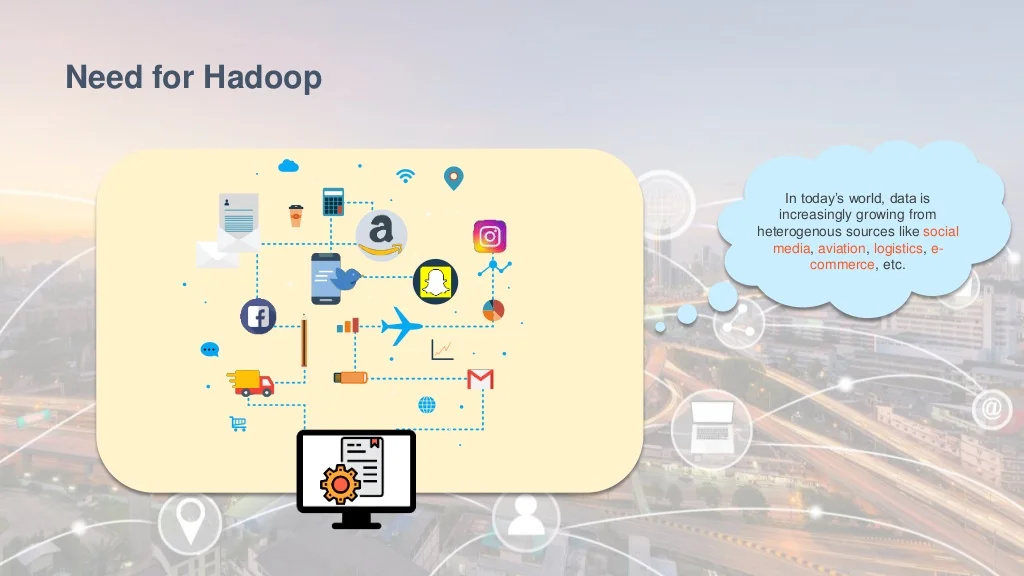 Need for Hadoop
In today's world, data is
increasingly growing from
heterogenous sources like social
media, aviation, logistics, e-
commerce, etc.